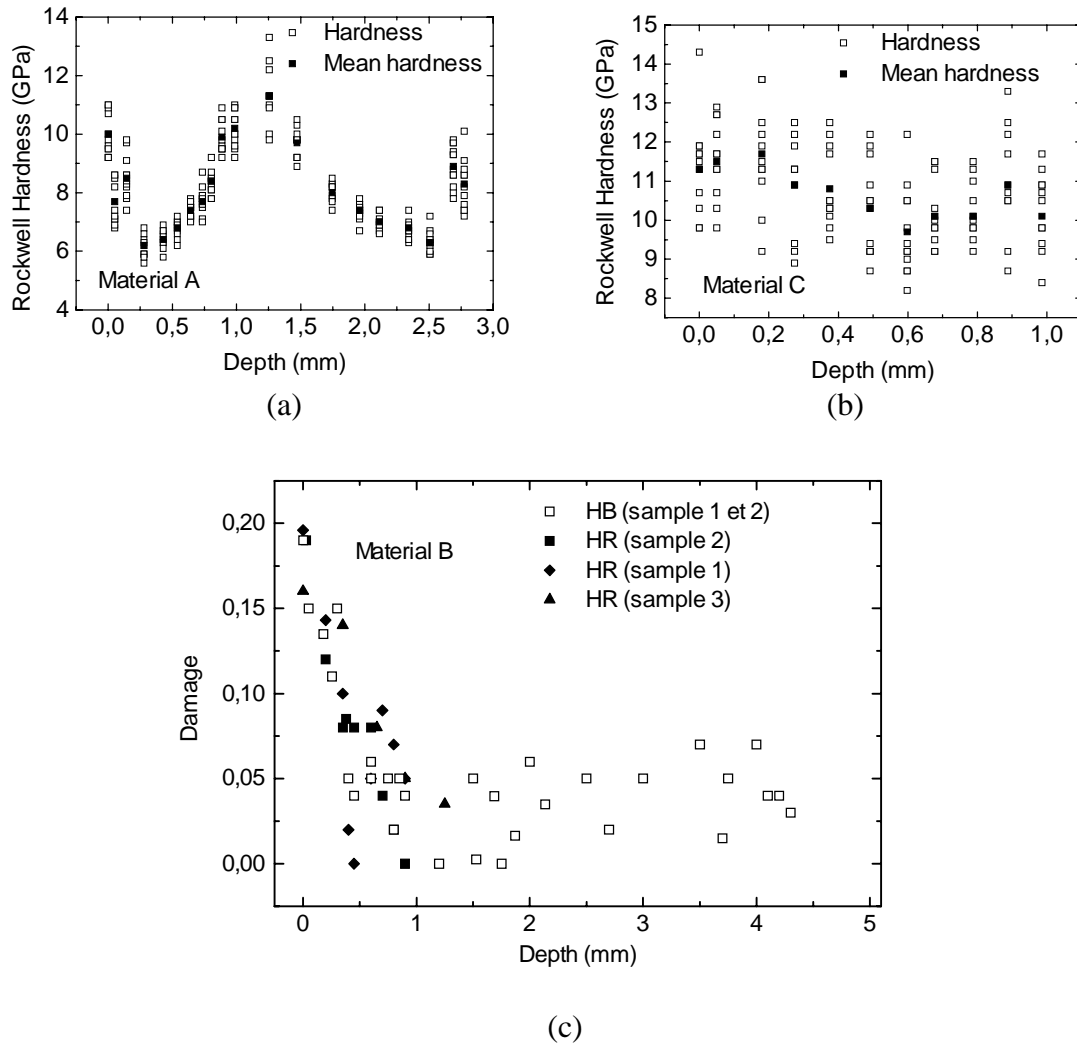 14
12
10
8
6
4
Rockwell Hardness (GPa)
Hardness
Mean hardness
Material A
0,0 0,5 1,0 1,5 2,0 2,5 3,0
Depth (mm)
(a)
15
14
13
12
11
10
9
8
Rockwell Hardness (GPa)
Hardness
Mean hardness
Material C
0,0 0,2 0,4 0,6 0,8 1,0
Depth (mm)
(b)
0,20
0,15
0,10
0,05
0,00
Damage
Material B
HB (sample 1 et 2)
HR (sample 2)
HR (sample 1)
HR (sample 3)
0 1 2 3 4 5
Depth (mm)
(c)